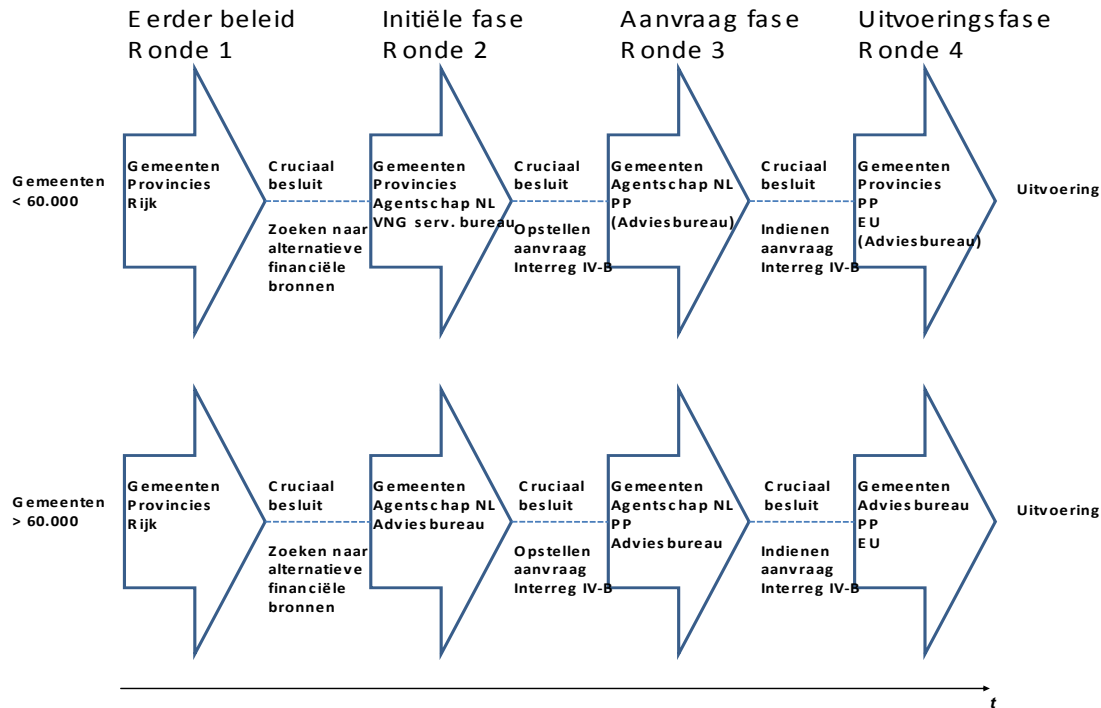 Eerder beleid
Ronde 1
Initiële fase
Ronde 2
Aanvraag fase
Ronde 3
Uitvoeringsfase
Ronde 4
Gemeenten
< 60.000
Gemeenten
Provincies
Rijk
Cruciaal
besluit
Zoeken naar
alternatieve
financiële
bronnen
Gemeenten
Provincies
Agentschap NL
VNG serv. bureau
Cruciaal
besluit
Opstellen
aanvraag
Interreg IV-B
Gemeenten
Agentschap NL
PP
(Adviesbureau)
Cruciaal
besluit
Indienen
aanvraag
Interreg IV-B
Gemeenten
Provincies
PP
EU
(Adviesbureau)
Uitvoering
Gemeenten
> 60.000
Gemeenten
Provincies
Rijk
Cruciaal
besluit
Zoeken naar
alternatieve
financiële
bronnen
Gemeenten
Agentschap NL
Adviesbureau
Cruciaal
besluit
Opstellen
aanvraag
Interreg IV-B
Gemeenten
Agentschap NL
PP
Adviesbureau
Cruciaal
besluit
Indienen
aanvraag
Interreg IV-B
Gemeenten
Adviesbureau
PP
EU
Uitvoering
t